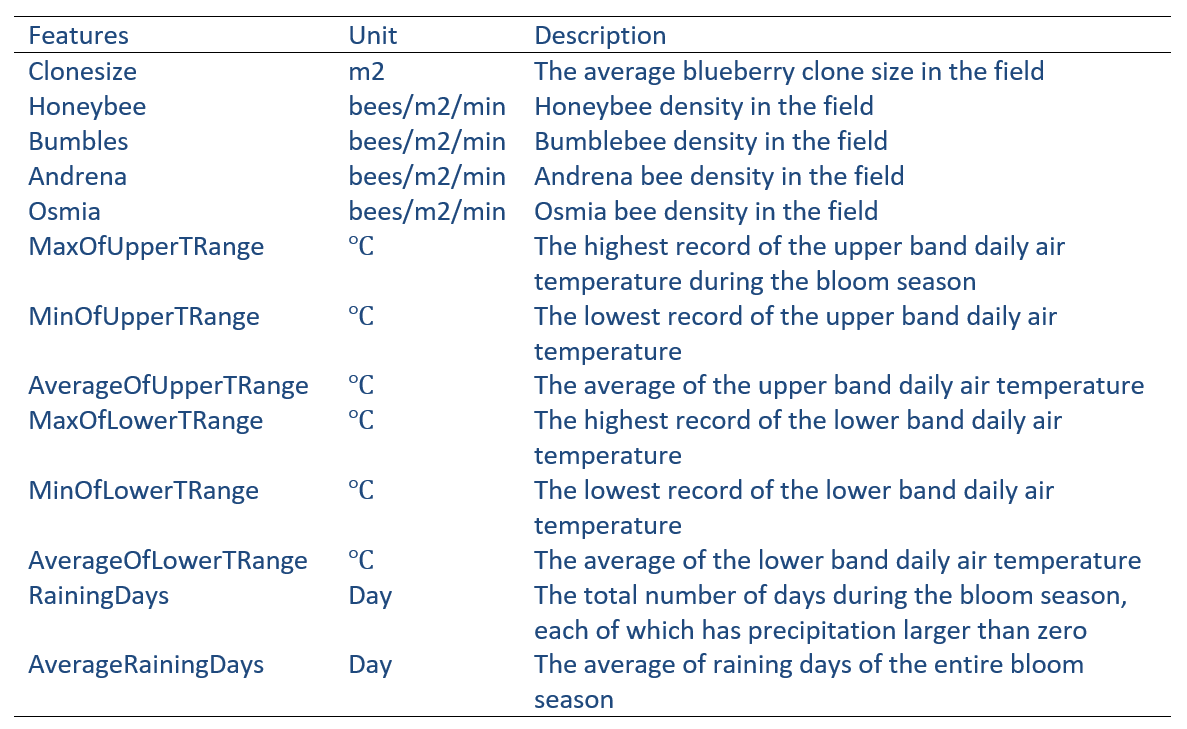 Features Unit Description
Clonesize m2 The average blueberry clone size in the field
Honeybee bees/m2/min Honeybee density in the field
Bumbles bees/m2/min Bumblebee density in the field
Andrena bees/m2/min Andrena bee density in the field
Osmia bees/m2/min Osmia bee density in the field
MaxOfUpperTRange ℃ The highest record of the upper band daily air
temperature during the bloom season
MinOfUpperTRange ℃ The lowest record of the upper band daily air
temperature
AverageOfUpperTRange ℃ The average of the upper band daily air temperature
MaxOfLowerTRange ℃ The highest record of the lower band daily air
temperature
MinOfLowerTRange ℃ The lowest record of the lower band daily air
temperature
AverageOfLowerTRange ℃ The average of the lower band daily air temperature
RainingDays Day The total number of days during the bloom season,
each of which has precipitation larger than zero
AverageRainingDays Day The average of raining days of the entire bloom
season